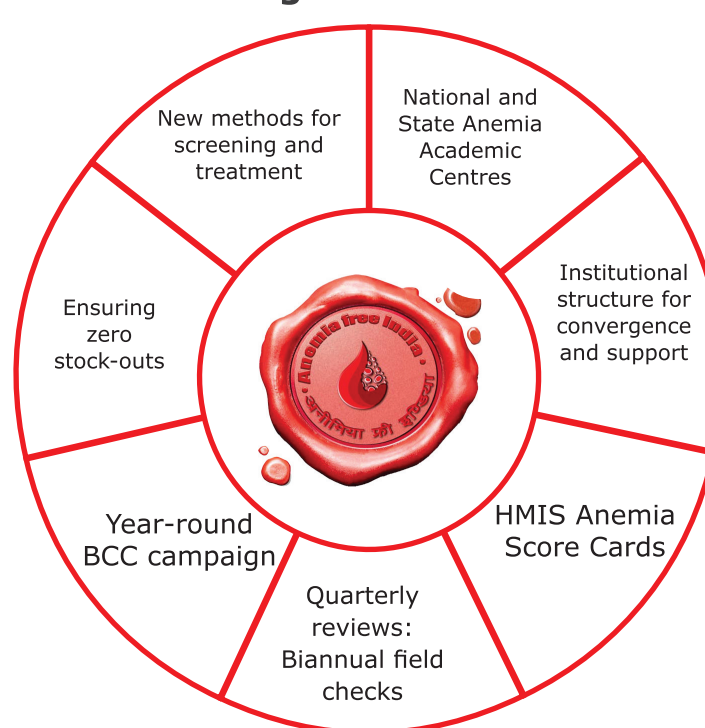 National and
State Anemia
Academic
Centres
Institutional
structure for
convergence
and support
HMIS Anemia
Score Cards
Quarterly
reviews:
Biannual field
checks
Year-round
BCC campaign
Ensuring
zero
stock-outs
New methods for
screening and
treatment
Anemia free India
अनीमिया फ्री इण्डिया